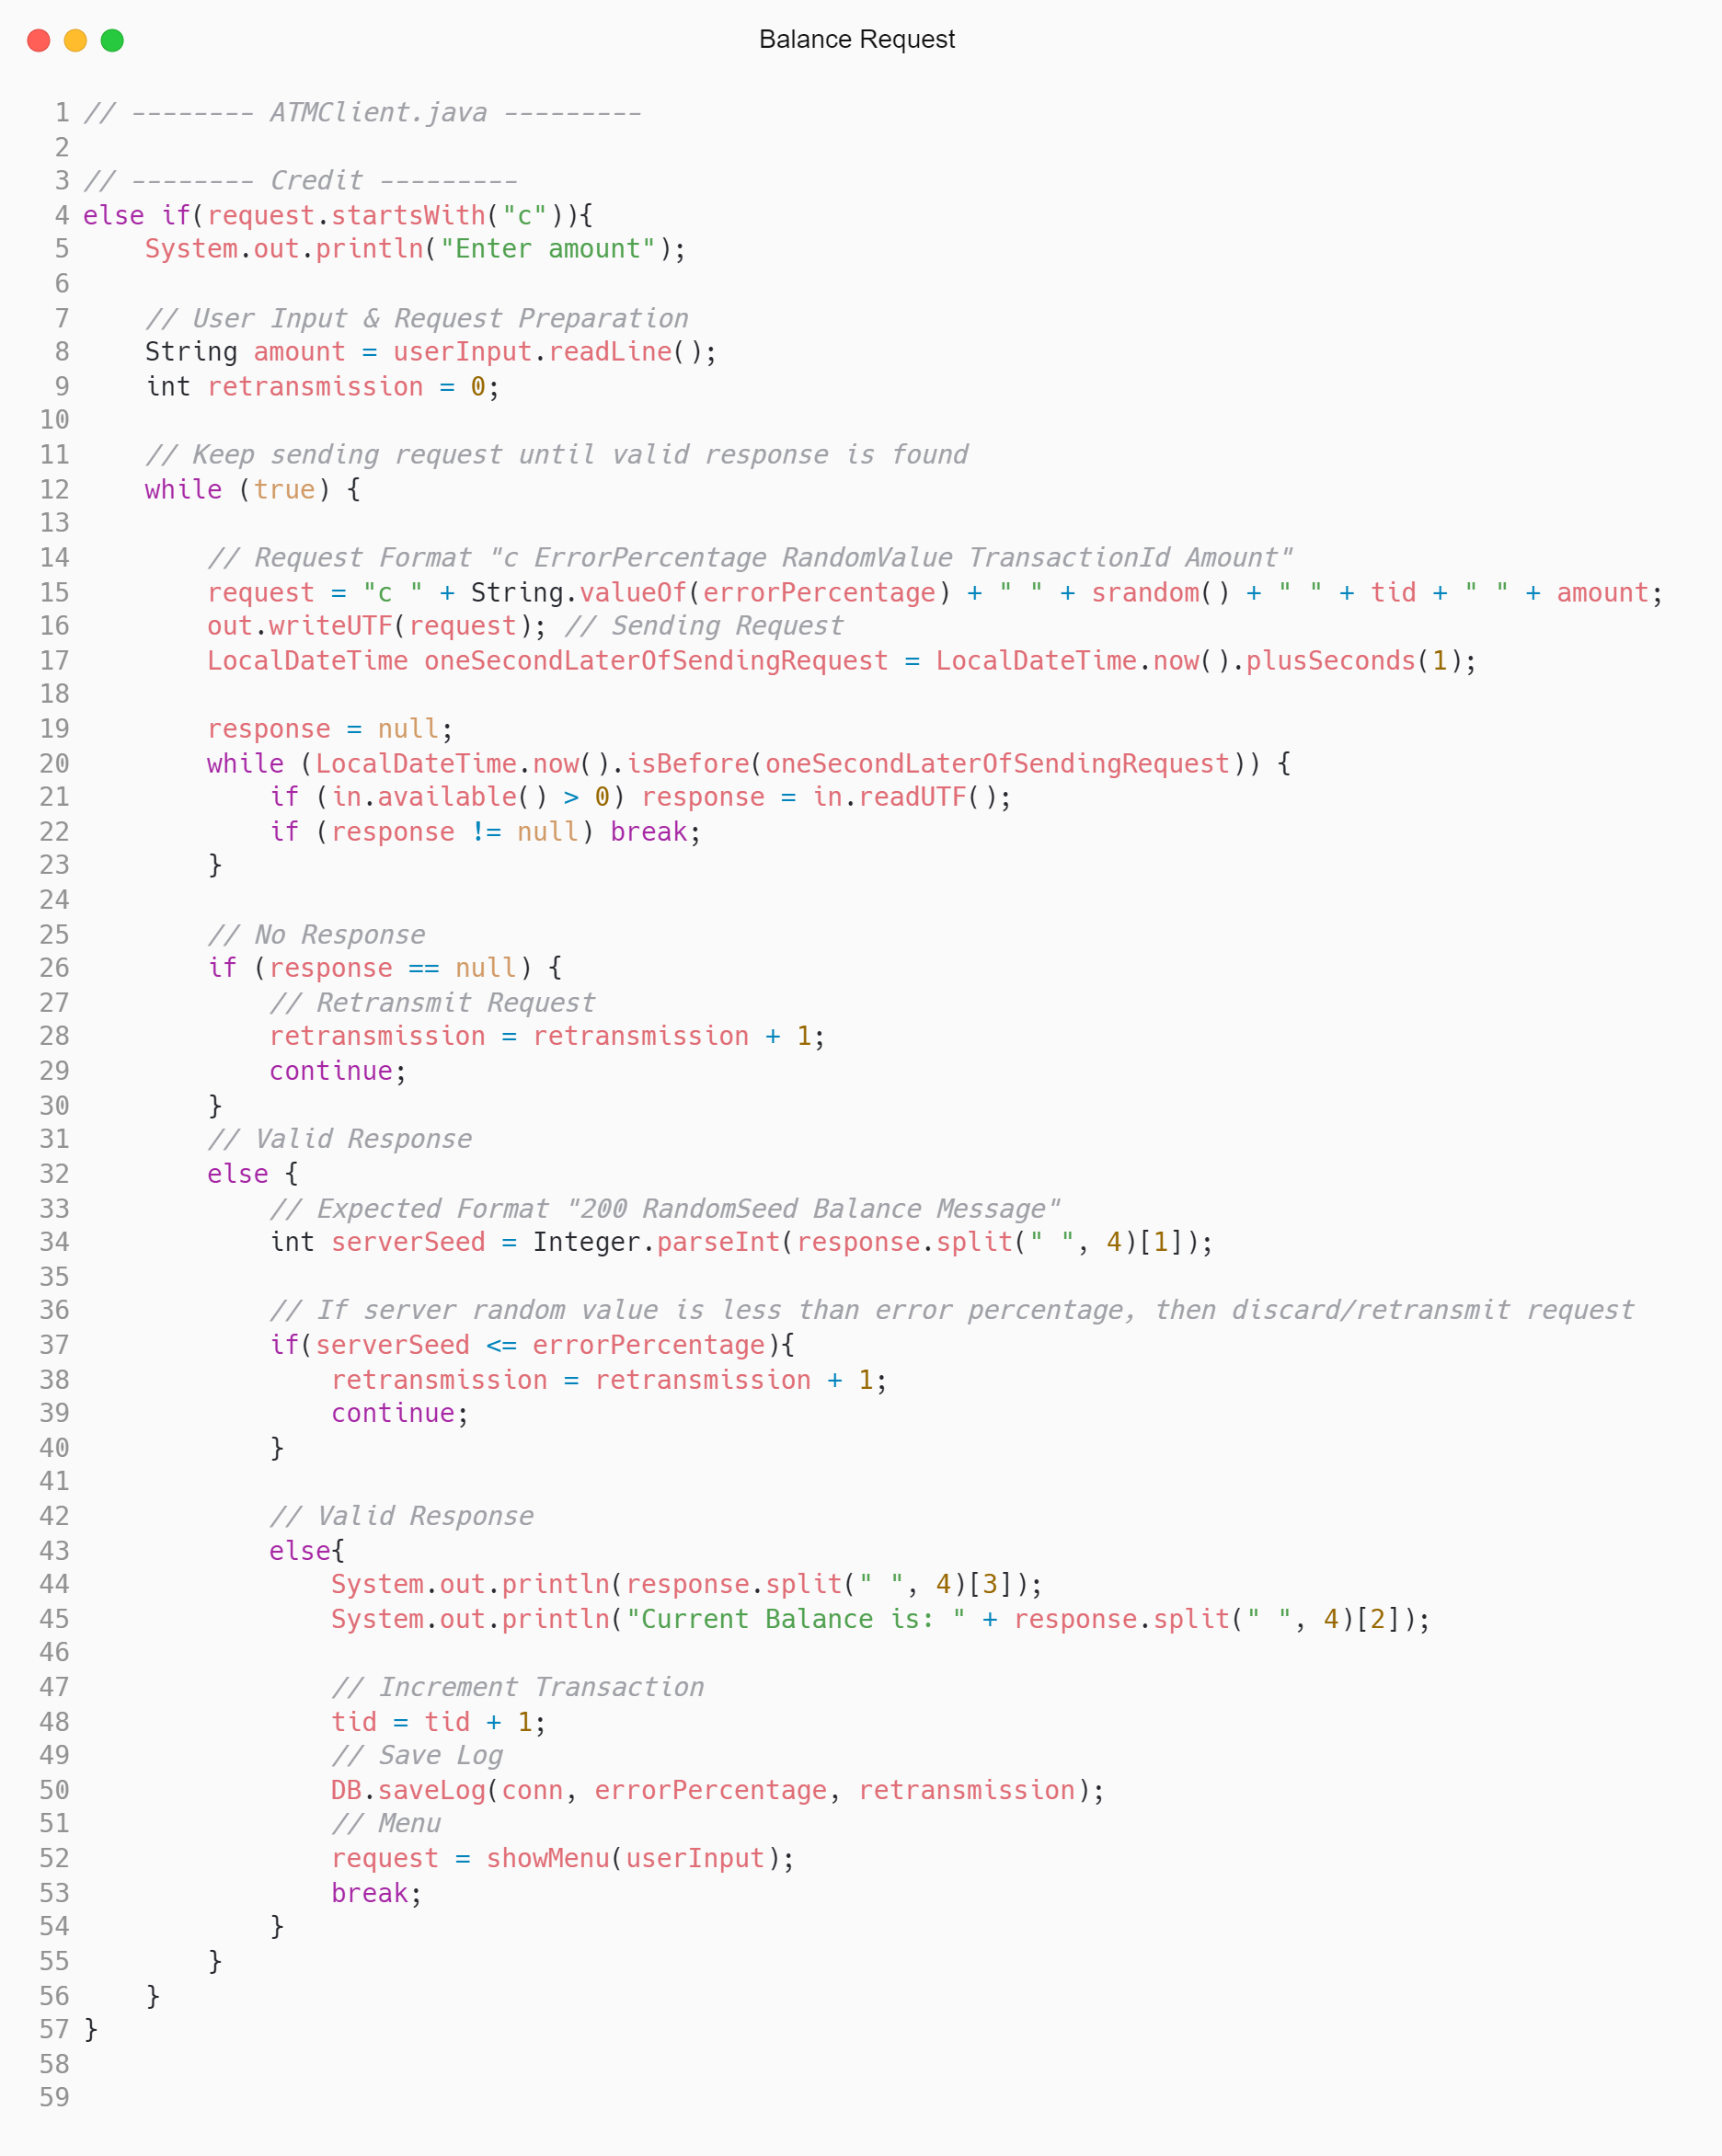 Balance Request
1 // -------- ATMClient.java ---------
2
3 // -------- Credit ---------
4 else if(request.startsWith("c")){
5     System.out.println("Enter amount");
6
7     // User Input & Request Preparation
8     String amount = userInput.readLine();
9     int retransmission = 0;
10
11     // Keep sending request until valid response is found
12     while (true) {
13
14         // Request Format "c ErrorPercentage RandomValue TransactionId Amount"
15         request = "c " + String.valueOf(errorPercentage) + " " + srandom() + " " + tid + " " + amount;
16         out.writeUTF(request); // Sending Request
17         LocalDateTime oneSecondLaterOfSendingRequest = LocalDateTime.now().plusSeconds(1);
18
19         response = null;
20         while (LocalDateTime.now().isBefore(oneSecondLaterOfSendingRequest)) {
21             if (in.available() > 0) response = in.readUTF();
22             if (response != null) break;
23         }
24
25         // No Response
26         if (response == null) {
27             // Retransmit Request
28             retransmission = retransmission + 1;
29             continue;
30         }
31         // Valid Response
32         else {
33             // Expected Format "200 RandomSeed Balance Message"
34             int serverSeed = Integer.parseInt(response.split(" ", 4)[1]);
35
36             // If server random value is less than error percentage, then discard/retransmit request
37             if(serverSeed <= errorPercentage){
38                 retransmission = retransmission + 1;
39                 continue;
40             }
41
42             // Valid Response
43             else{
44                 System.out.println(response.split(" ", 4)[3]);
45                 System.out.println("Current Balance is: " + response.split(" ", 4)[2]);
46
47                 // Increment Transaction
48                 tid = tid + 1;
49                 // Save Log
50                 DB.saveLog(conn, errorPercentage, retransmission);
51                 // Menu
52                 request = showMenu(userInput);
53                 break;
54             }
55         }
56     }
57 }
58
59